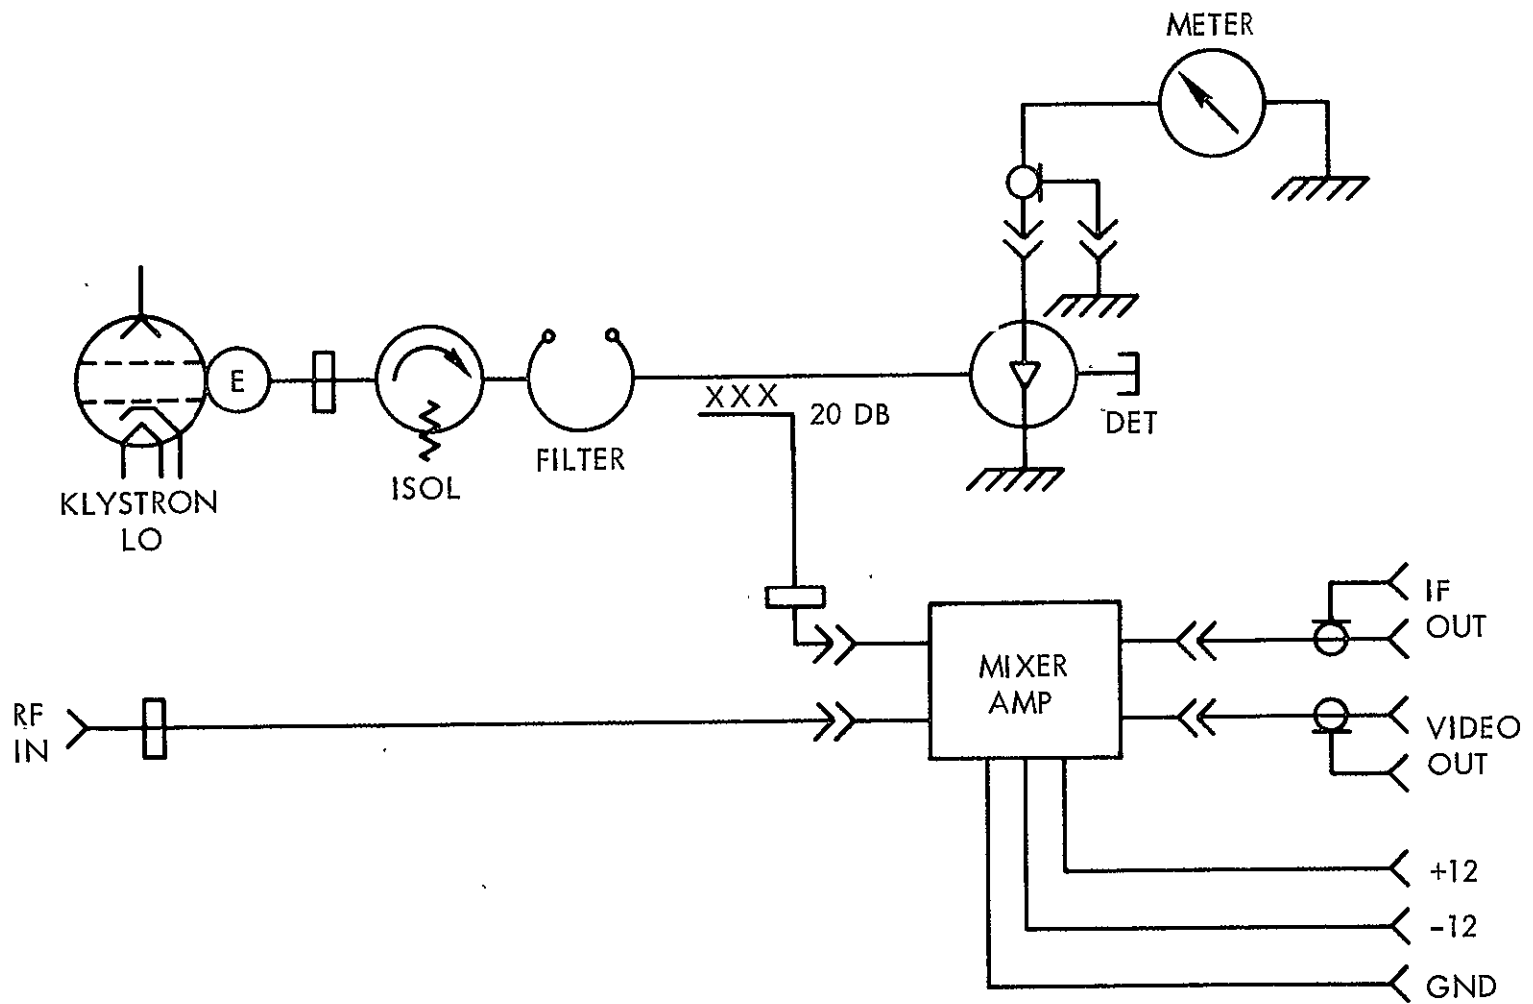 METER
E
XXX
20 DB
DET
FILTER
ISOL
KLYSTRON
LO
IF
OUT
MIXER
AMP
RF
IN
VIDEO
OUT
+12
-12
GND